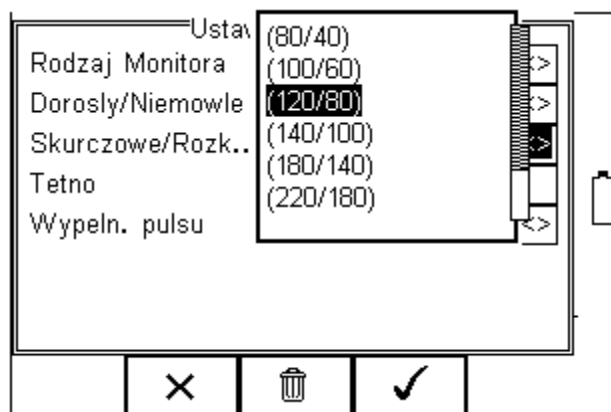 Ustav
Rodzaj Monitora
Dorosly/Niemowle
Skurczowe/Rozk..
Tetno
Wypeln. pulsu
(80/40)
(100/60)
(120/80)
(140/100)
(180/140)
(220/180)
<>
<>
<>
<>